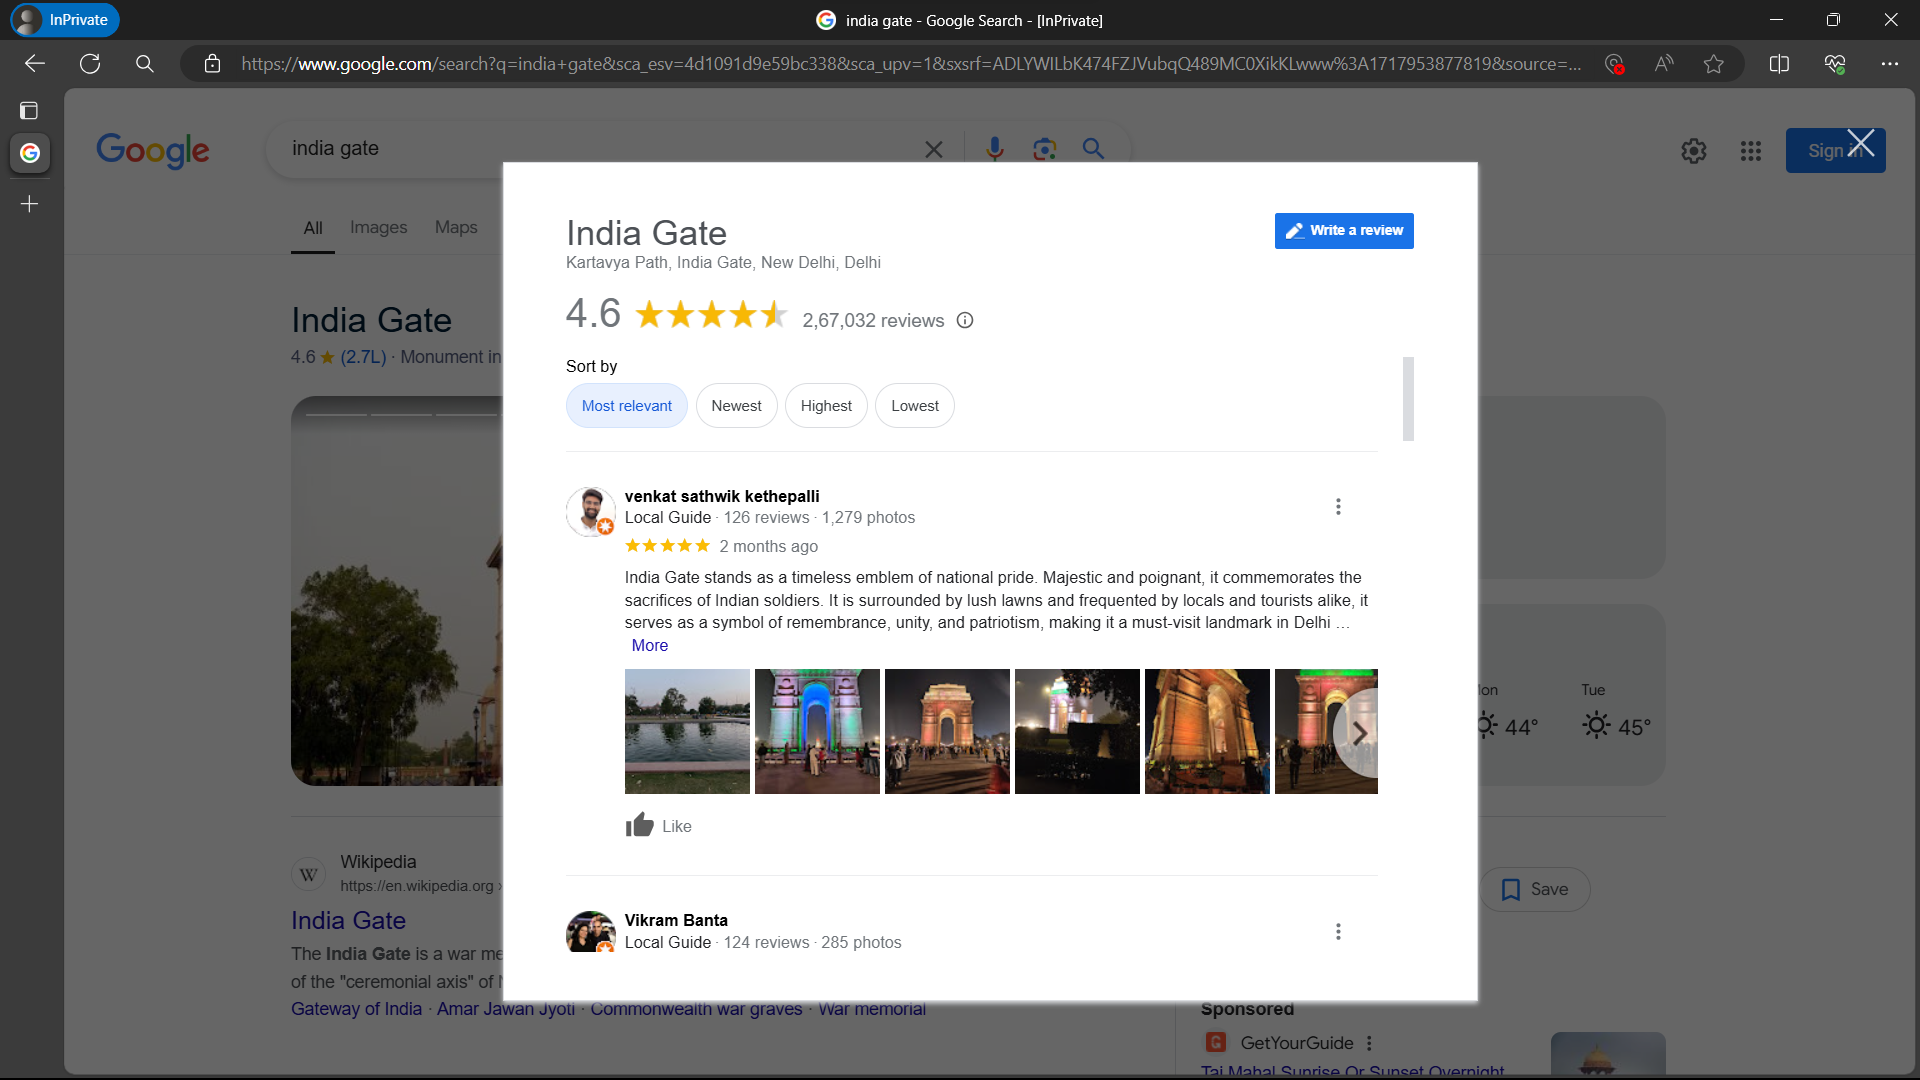 InPrivate
india gate - Google Search - [InPrivate]
https://www.google.com/search?q=india+gate&sca_esv=4d1091d9e59bc338&sca_upv=1&sxsrf=ADLYWILbK474FZJVubqQ489MC0XikKLwww%3A1717953877819&source=...
Google
india gate
Sign in
All Images Maps
India Gate
4.6 (2.7L) · Monument in
India Gate
Kartavya Path, India Gate, New Delhi, Delhi
Write a review
4.6 2,67,032 reviews
Sort by
Most relevant Newest Highest Lowest
venkat sathwik kethepalli
Local Guide · 126 reviews · 1,279 photos
2 months ago
India Gate stands as a timeless emblem of national pride. Majestic and poignant, it commemorates the
sacrifices of Indian soldiers. It is surrounded by lush lawns and frequented by locals and tourists alike, it
serves as a symbol of remembrance, unity, and patriotism, making it a must-visit landmark in Delhi ...
More
Like
Vikram Banta
Local Guide · 124 reviews · 285 photos
Tue
44° 45°
Save
W
Wikipedia
https://en.wikipedia.org ›
India Gate
The India Gate is a war me
of the "ceremonial axis" of
Gateway of India · Amar Jawan Jyoti · Commonwealth war graves · War memorial
Sponsored
G GetYourGuide
Taj Mahal Sunrise Or Sunset Overnight